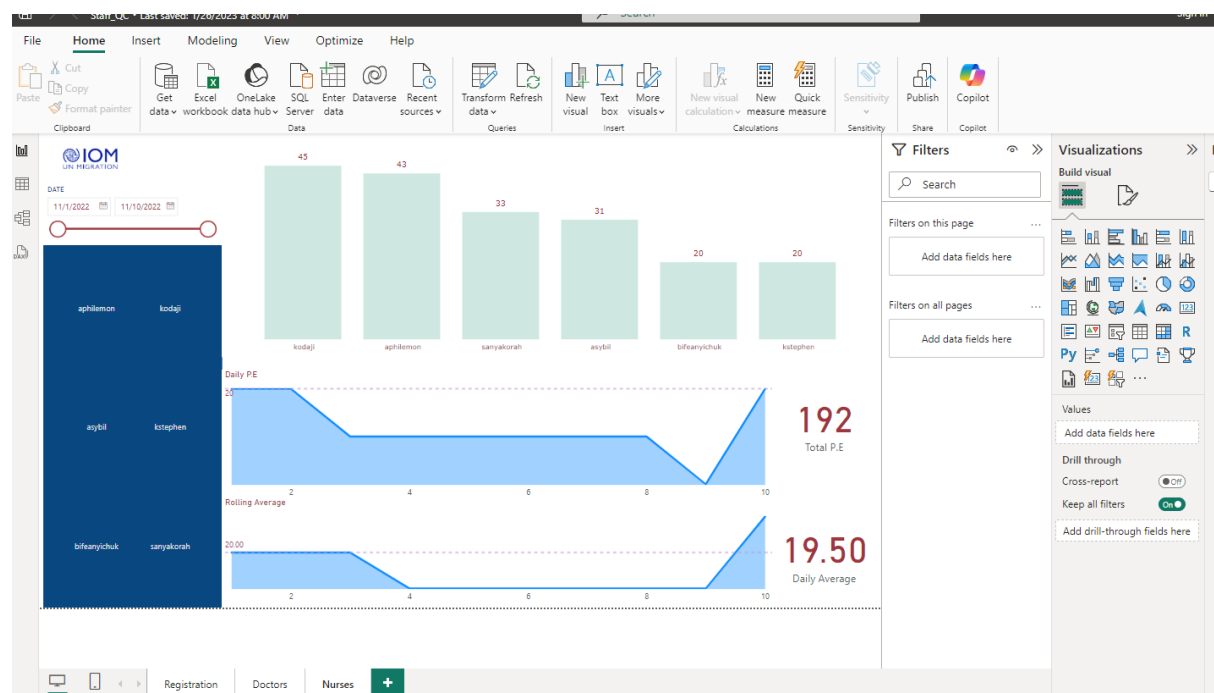 Staff_QC • Last saved: 1/26/2023 at 8:00 AM
Search
Sign in
File Home Insert Modeling View Optimize Help
Paste
Cut
Copy
Format painter
Clipboard
Get data
Excel workbook
OneLake data hub
SQL Server
Enter data
Dataverse
Recent sources
Data
Transform data
Refresh
Queries
New visual
Text box
More visuals
Insert
New visual calculation
New measure
Quick measure
Calculations
Sensitivity
Sensitivity
Publish
Share
Copilot
Copilot
IOM
UN MIGRATION
DATE
11/1/2022 11/10/2022
aphilemon kodaji
asybil kstephen
bifeanyichuk sanyakorah
45 43 33 31 20 20
kodaji aphilemon sanyakorah asybil bifeanyichuk kstephen
Daily P.E
20
2 4 6 8 10
192
Total P.E
Rolling Average
20.00
2 4 6 8 10
19.50
Daily Average
Filters
Search
Filters on this page ...
Add data fields here
Filters on all pages ...
Add data fields here
Visualizations
Build visual
123
R
Py
123
...
Values
Add data fields here
Drill through
Cross-report Off
Keep all filters On
Add drill-through fields here
DAX
Registration Doctors Nurses +